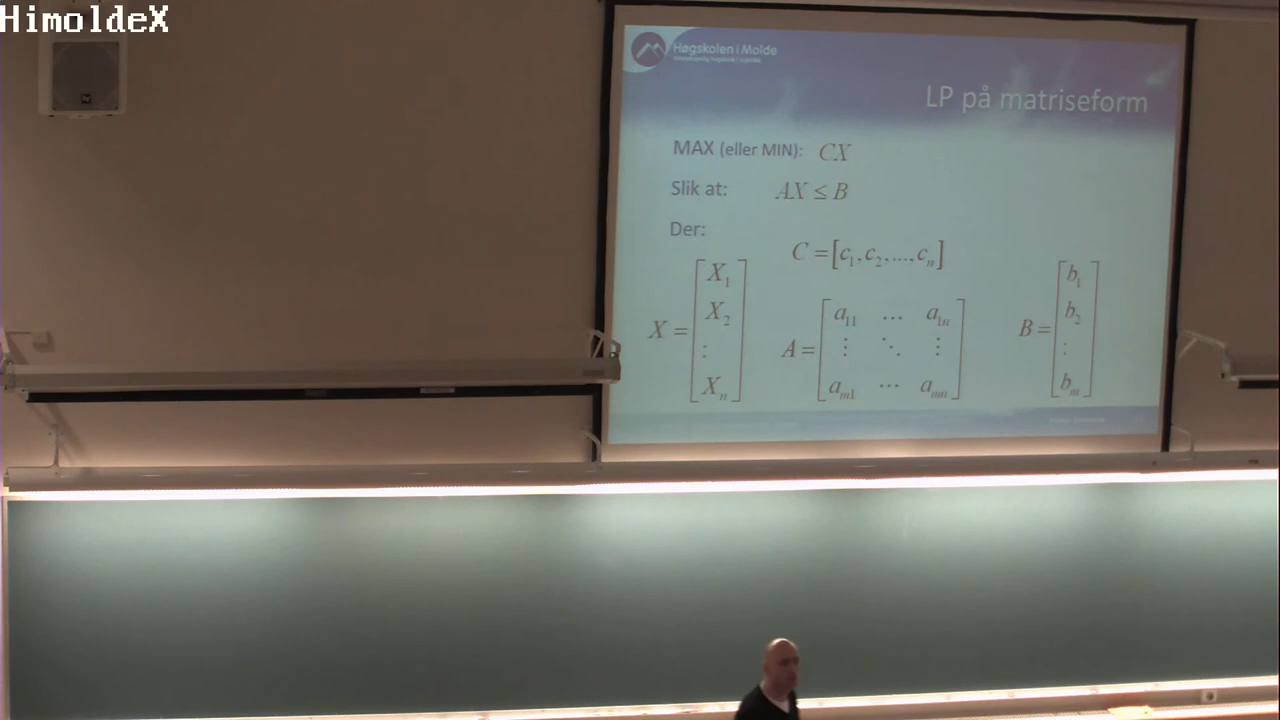 HimoldeX
Høgskolen i Molde
LP på matriseform
MAX (eller MIN): CX
Slik at: AX ≤ B
Der:
C = [c₁, c₂, ..., cₙ]
X = [X₁ X₂ : Xₙ]
A = [a₁₁ ... a₁ₙ ⋮ ⋱ ⋮ aₘ₁ ... aₘₙ]
B = [b₁ b₂ : bₘ]